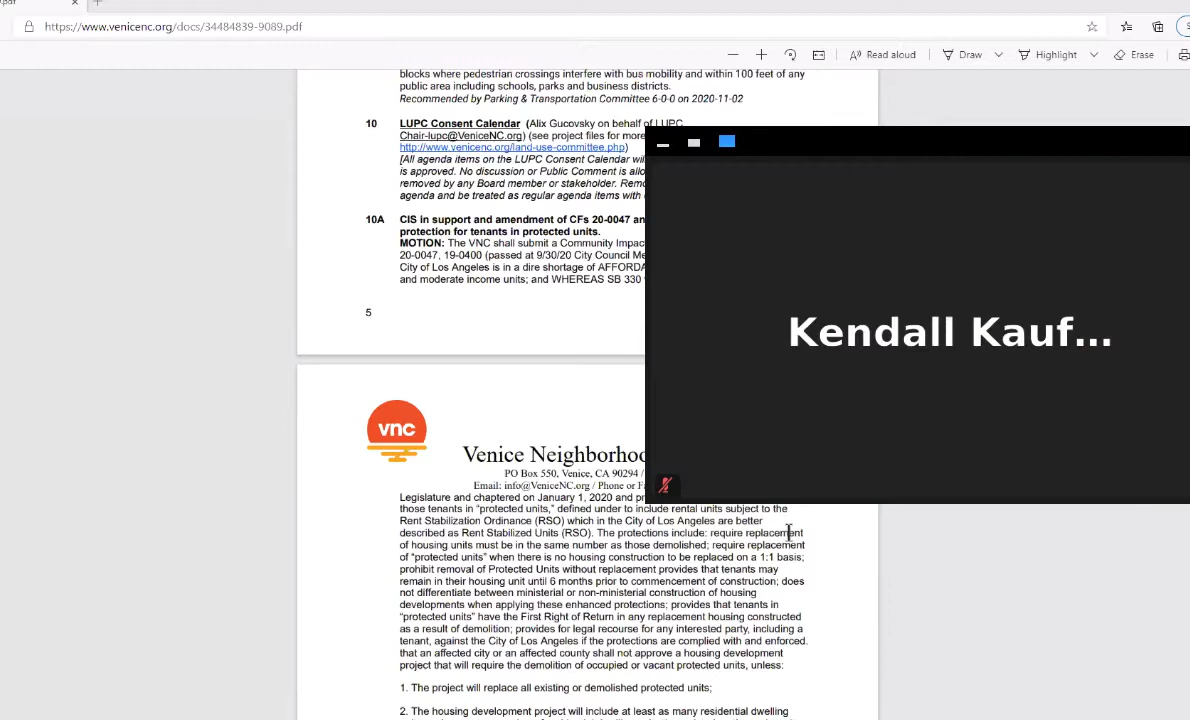 .pdf
https://www.venicenc.org/docs/34484839-9089.pdf
Read aloud
Draw
Highlight
Erase
blocks where pedestrian crossings interfere with bus mobility and within 100 feet of any
public area including schools, parks and business districts.
Recommended by Parking & Transportation Committee 6-0-0 on 2020-11-02
10 LUPC Consent Calendar (Alix Gucovsky on behalf of LUPC
Chair-lupc@VeniceNC.org) (see project files for more
http://www.venicenc.org/land-use-committee.php)
[All agenda items on the LUPC Consent Calendar wil
is approved. No discussion or Public Comment is allo
removed by any Board member or stakeholder. Remo
agenda and be treated as regular agenda items with
10A CIS in support and amendment of CFs 20-0047 an
protection for tenants in protected units.
MOTION: The VNC shall submit a Community Impac
20-0047, 19-0400 (passed at 9/30/20 City Council Me
City of Los Angeles is in a dire shortage of AFFORDA
and moderate income units; and WHEREAS SB 330
5
Kendall Kauf...
vnc
Venice Neighborhoo
PO Box 550, Venice, CA 90294 /
Email: info@VeniceNC.org / Phone or Fa
Legislature and chaptered on January 1, 2020 and pr
those tenants in “protected units,” defined under to include rental units subject to the
Rent Stabilization Ordinance (RSO) which in the City of Los Angeles are better
described as Rent Stabilized Units (RSO). The protections include: require replacement
of housing units must be in the same number as those demolished; require replacement
of “protected units” when there is no housing construction to be replaced on a 1:1 basis;
prohibit removal of Protected Units without replacement provides that tenants may
remain in their housing unit until 6 months prior to commencement of construction; does
not differentiate between ministerial or non-ministerial construction of housing
developments when applying these enhanced protections; provides that tenants in
“protected units” have the First Right of Return in any replacement housing constructed
as a result of demolition; provides for legal recourse for any interested party, including a
tenant, against the City of Los Angeles if the protections are complied with and enforced.
that an affected city or an affected county shall not approve a housing development
project that will require the demolition of occupied or vacant protected units, unless:
1. The project will replace all existing or demolished protected units;
2. The housing development project will include at least as many residential dwelling